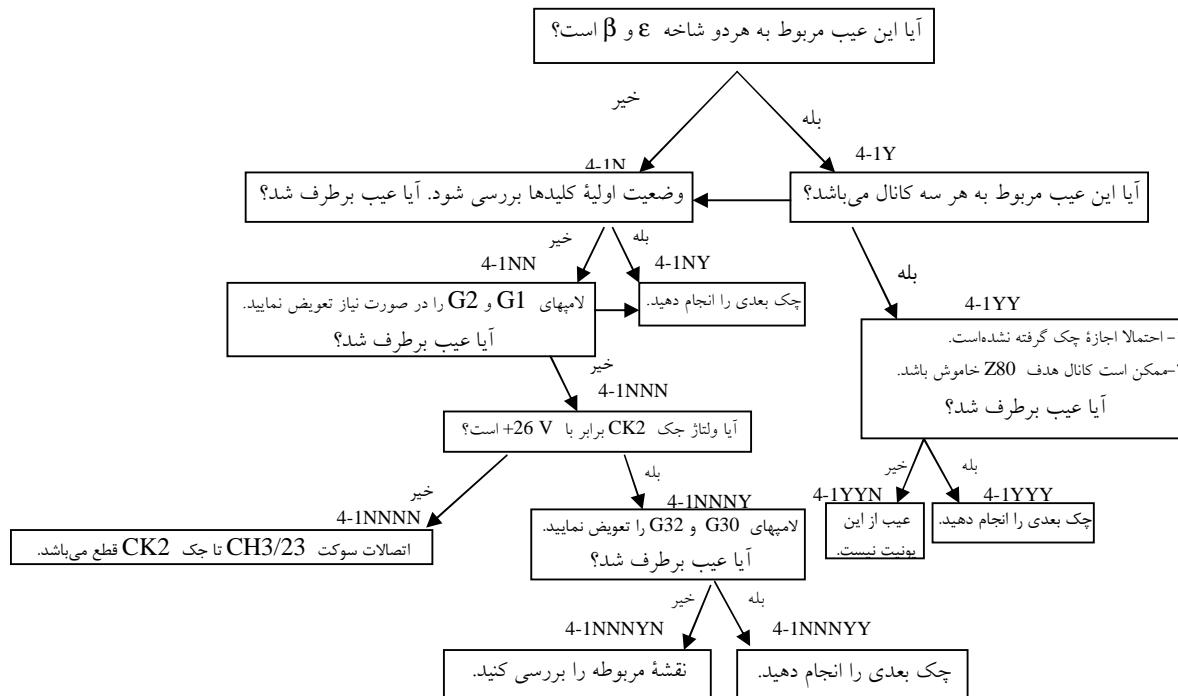 آیا این عیب مربوط به هردو شاخه ε و β است؟
خیر
بله
4-1N
4-1Y
وضعیت اولیۀ کلیدها بررسی شود. آیا عیب برطرف شد؟
آیا این عیب مربوط به هر سه کانال می‌باشد؟
خیر
بله
بله
4-1NN
4-1NY
4-1YY
لامپهای G1 و G2 را در صورت نیاز تعویض نمایید.
آیا عیب برطرف شد؟
چک بعدی را انجام دهید.
– احتمالا اجازۀ چک گرفته نشده‌است.
–ممکن است کانال هدف Z80 خاموش باشد.
آیا عیب برطرف شد؟
خیر
4-1NNN
آیا ولتاژ جک CK2 برابر با +26 V است؟
خیر
بله
خیر
بله
4-1NNNN
4-1NNNY
4-1YYN
4-1YYY
اتصالات سوکت CH3/23 تا جک CK2 قطع می‌باشد.
لامپهای G30 و G32 را تعویض نمایید.
آیا عیب برطرف شد؟
عیب از این
یونیت نیست.
چک بعدی را انجام دهید.
خیر
بله
4-1NNNYN
4-1NNNYY
نقشۀ مربوطه را بررسی کنید.
چک بعدی را انجام دهید.